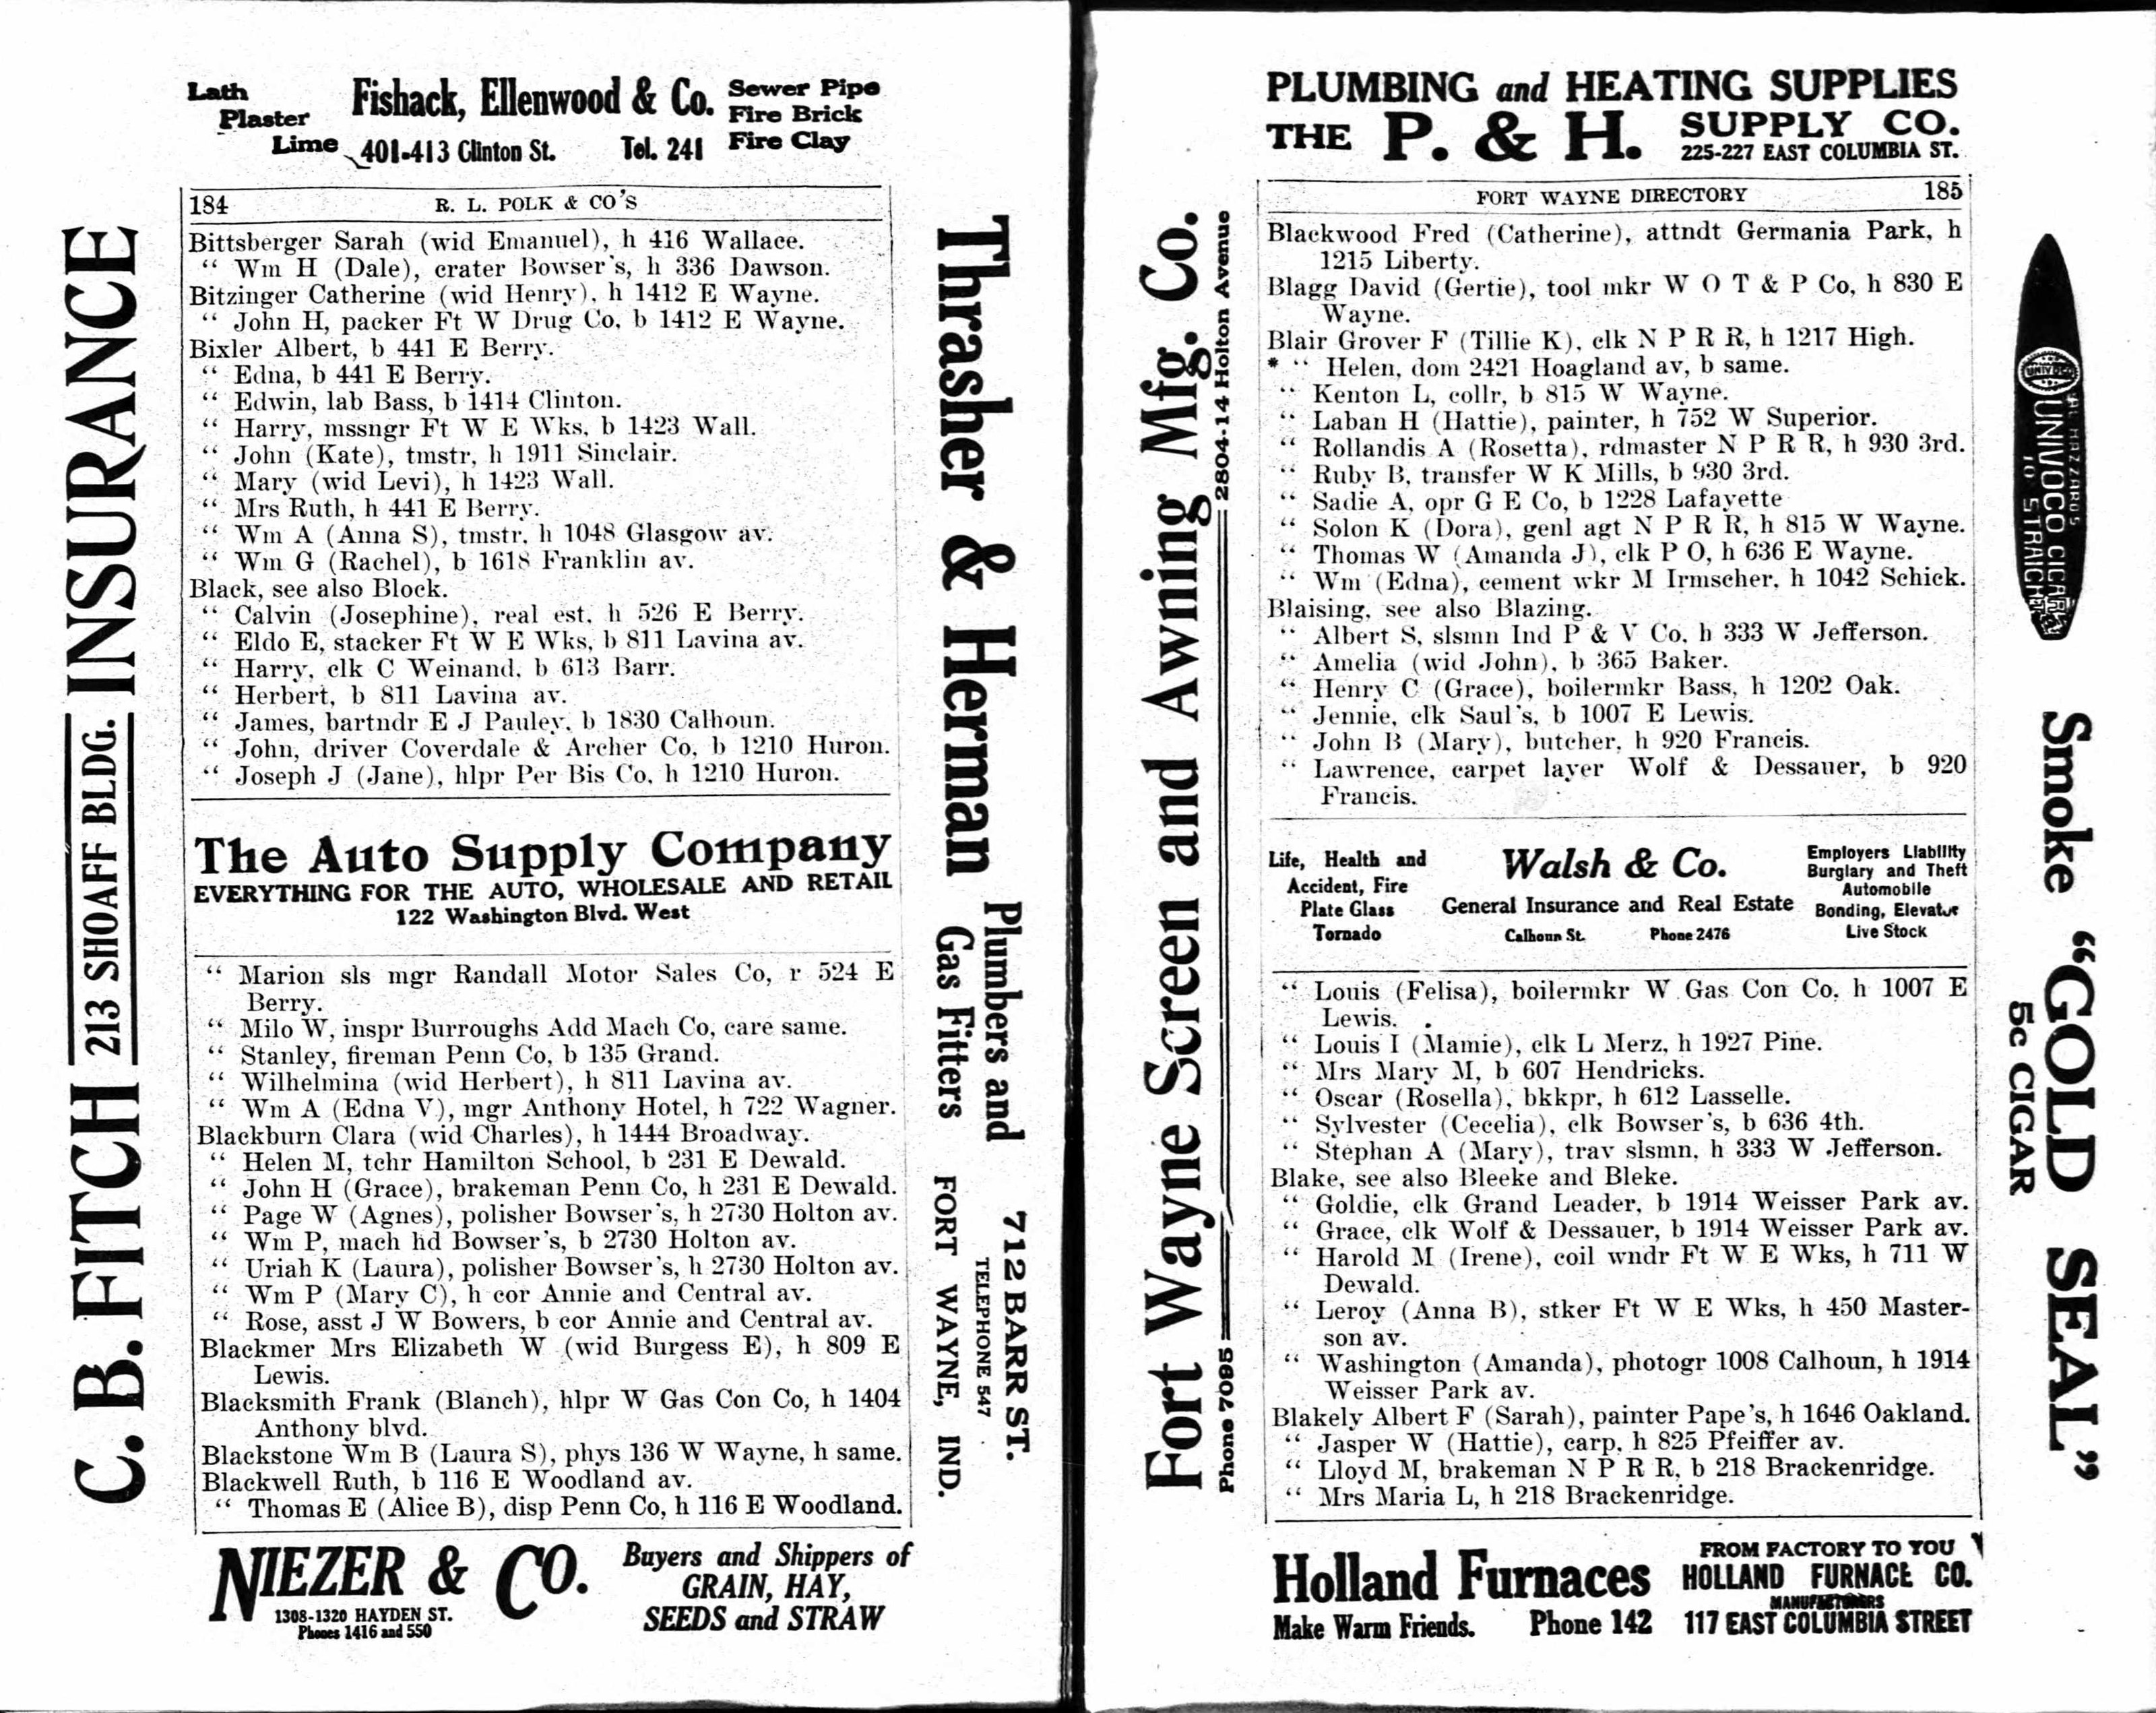 Lath
Plaster
Lime
Fishack, Ellenwood & Co.
401-413 Clinton St. Tel. 241
Sewer Pipe
Fire Brick
Fire Clay
184 R. L. POLK & CO'S
Bittsberger Sarah (wid Emanuel), h 416 Wallace.
“ Wm H (Dale), crater Bowser's, h 336 Dawson.
Bitzinger Catherine (wid Henry), h 1412 E Wayne.
“ John H, packer Ft W Drug Co, b 1412 E Wayne.
Bixler Albert, b 441 E Berry.
“ Edna, b 441 E Berry.
“ Edwin, lab Bass, b 1414 Clinton.
“ Harry, mssngr Ft W E Wks, b 1423 Wall.
“ John (Kate), tmstr, h 1911 Sinclair.
“ Mary (wid Levi), h 1423 Wall.
“ Mrs Ruth, h 441 E Berry.
“ Wm A (Anna S), tmstr, h 1048 Glasgow av.
“ Wm G (Rachel), b 1618 Franklin av.
Black, see also Block.
“ Calvin (Josephine), real est, h 526 E Berry.
“ Eldo E, stacker Ft W E Wks, b 811 Lavina av.
“ Harry, clk C Weinand, b 613 Barr.
“ Herbert, b 811 Lavina av.
“ James, bartndr E J Pauley, b 1830 Calhoun.
“ John, driver Coverdale & Archer Co, b 1210 Huron.
“ Joseph J (Jane), hlpr Per Bis Co, h 1210 Huron.
The Auto Supply Company
EVERYTHING FOR THE AUTO, WHOLESALE AND RETAIL
122 Washington Blvd. West
“ Marion sls mgr Randall Motor Sales Co, r 524 E
Berry.
“ Milo W, inspr Burroughs Add Mach Co, care same.
“ Stanley, fireman Penn Co, b 135 Grand.
“ Wilhelmina (wid Herbert), h 811 Lavina av.
“ Wm A (Edna V), mgr Anthony Hotel, h 722 Wagner.
Blackburn Clara (wid Charles), h 1444 Broadway.
“ Helen M, tchr Hamilton School, b 231 E Dewald.
“ John H (Grace), brakeman Penn Co, h 231 E Dewald.
“ Page W (Agnes), polisher Bowser's, h 2730 Holton av.
“ Wm P, mach hd Bowser's, b 2730 Holton av.
“ Uriah K (Laura), polisher Bowser's, h 2730 Holton av.
“ Wm P (Mary C), h cor Annie and Central av.
“ Rose, asst J W Bowers, b cor Annie and Central av.
Blackmer Mrs Elizabeth W (wid Burgess E), h 809 E
Lewis.
Blacksmith Frank (Blanch), hlpr W Gas Con Co, h 1404
Anthony blvd.
Blackstone Wm B (Laura S), phys 136 W Wayne, h same.
Blackwell Ruth, b 116 E Woodland av.
“ Thomas E (Alice B), disp Penn Co, h 116 E Woodland.
NIEZER & CO.
1308-1320 HAYDEN ST.
Phones 1416 and 550
Buyers and Shippers of
GRAIN, HAY,
SEEDS and STRAW
C. B. FITCH 213 SHOAFF BLDG. INSURANCE
Thrasher & Herman
Plumbers and
Gas Fitters
712 BARR ST.
TELEPHONE 547
FORT WAYNE, IND.
PLUMBING and HEATING SUPPLIES
THE P. & H. SUPPLY CO.
225-227 EAST COLUMBIA ST.
FORT WAYNE DIRECTORY 185
Blackwood Fred (Catherine), attndt Germania Park, h
1215 Liberty.
Blagg David (Gertie), tool mkr W O T & P Co, h 830 E
Wayne.
Blair Grover F (Tillie K), clk N P R R, h 1217 High.
* “ Helen, dom 2421 Hoagland av, b same.
“ Kenton L, collr, b 815 W Wayne.
“ Laban H (Hattie), painter, h 752 W Superior.
“ Rollandis A (Rosetta), rdmaster N P R R, h 930 3rd.
“ Ruby B, transfer W K Mills, b 930 3rd.
“ Sadie A, opr G E Co, b 1228 Lafayette
“ Solon K (Dora), genl agt N P R R, h 815 W Wayne.
“ Thomas W (Amanda J), clk P O, h 636 E Wayne.
“ Wm (Edna), cement wkr M Irmscher, h 1042 Schick.
Blaising, see also Blazing.
“ Albert S, slsmn Ind P & V Co, b 333 W Jefferson.
“ Amelia (wid John), b 365 Baker.
“ Henry C (Grace), boilermkr Bass, h 1202 Oak.
“ Jennie, clk Saul's, b 1007 E Lewis.
“ John B (Mary), butcher, h 920 Francis.
“ Lawrence, carpet layer Wolf & Dessauer, b 920
Francis.
Life, Health and
Accident, Fire
Plate Glass
Tornado
Walsh & Co.
General Insurance and Real Estate
Calhoun St. Phone 2476
Employers Liability
Burglary and Theft
Automobile
Bonding, Elevator
Live Stock
“ Louis (Felisa), boilermkr W Gas Con Co, h 1007 E
Lewis.
“ Louis I (Mamie), clk L Merz, h 1927 Pine.
“ Mrs Mary M, b 607 Hendricks.
“ Oscar (Rosella), bkkpr, h 612 Lasselle.
“ Sylvester (Cecelia), clk Bowser's, b 636 4th.
“ Stephan A (Mary), trav slsmn, h 333 W Jefferson.
Blake, see also Bleeke and Bleke.
“ Goldie, clk Grand Leader, b 1914 Weisser Park av.
“ Grace, clk Wolf & Dessauer, b 1914 Weisser Park av.
“ Harold M (Irene), coil wndr Ft W E Wks, h 711 W
Dewald.
“ Leroy (Anna B), stker Ft W E Wks, h 450 Master-
son av.
“ Washington (Amanda), photogr 1008 Calhoun, h 1914
Weisser Park av.
Blakely Albert F (Sarah), painter Pape's, h 1646 Oakland.
“ Jasper W (Hattie), carp, h 825 Pfeiffer av.
“ Lloyd M, brakeman N P R R, b 218 Brackenridge.
“ Mrs Maria L, h 218 Brackenridge.
Holland Furnaces
Make Warm Friends. Phone 142
FROM FACTORY TO YOU
HOLLAND FURNACE CO.
MANUFACTURERS
117 EAST COLUMBIA STREET
Fort Wayne Screen and Awning Mfg. Co.
Phone 7095 2804-14 Holton Avenue
UNIVOCO CIGAR
10 STRAIGHT
Smoke “GOLD SEAL”
5c CIGAR